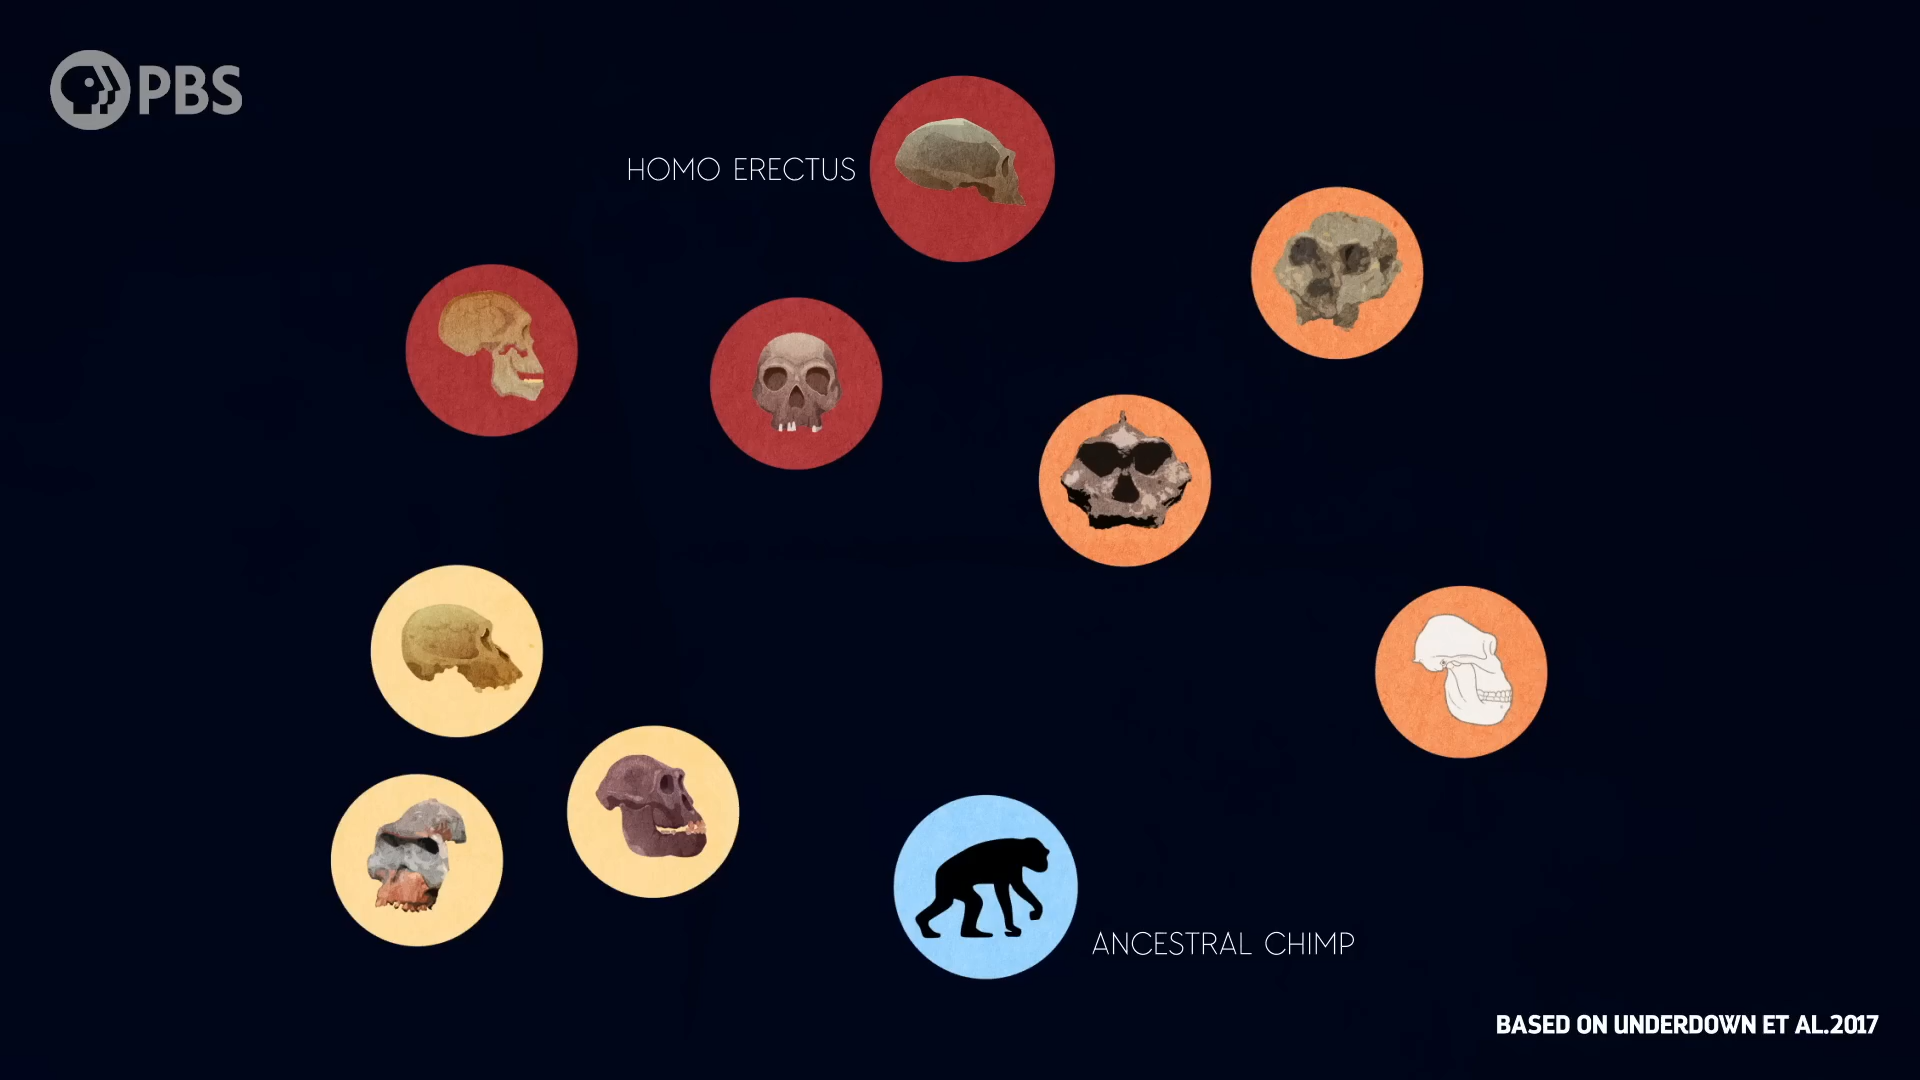 PBS
HOMO ERECTUS
ANCESTRAL CHIMP
BASED ON UNDERDOWN ET AL.2017